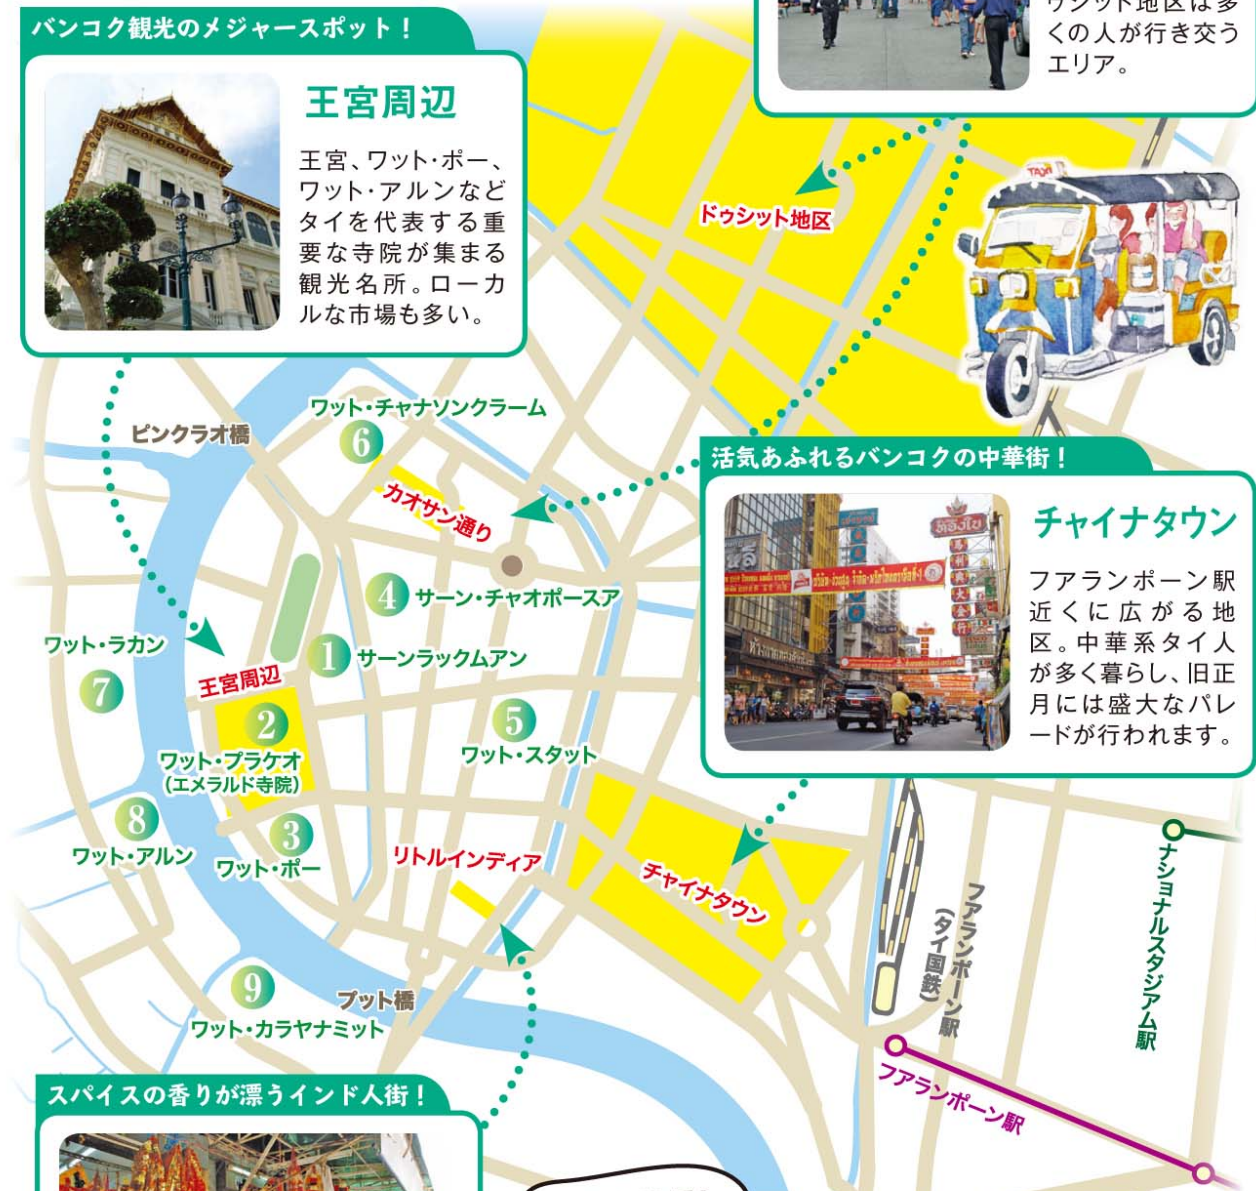 バンコク観光のメジャースポット！
王宮周辺
王宮、ワット・ポー、
ワット・アルンなど
タイを代表する重
要な寺院が集まる
観光名所。ローカ
ルな市場も多い。
ゥシット地区は多
くの人が行き交う
エリア。
TAXI
ドゥシット地区
ワット・チャナソンクラーム
6
ピンクラオ橋
カオサン通り
活気あふれるバンコクの中華街！
チャイナタウン
フアランポーン駅
近くに広がる地
区。中華系タイ人
が多く暮らし、旧正
月には盛大なパレ
ードが行われます。
4 サーン・チャオポースア
1 サーンラックムアン
ワット・ラカン
7
王宮周辺
2
ワット・プラケオ
(エメラルド寺院)
5
ワット・スタット
8
ワット・アルン
3
ワット・ポー
リトルインディア
チャイナタウン
ナショナルスタジアム駅
フアランポーン駅
(タイ国鉄)
9
ワット・カラヤナミット
プット橋
フアランポーン駅
スパイスの香りが漂うインド人街！